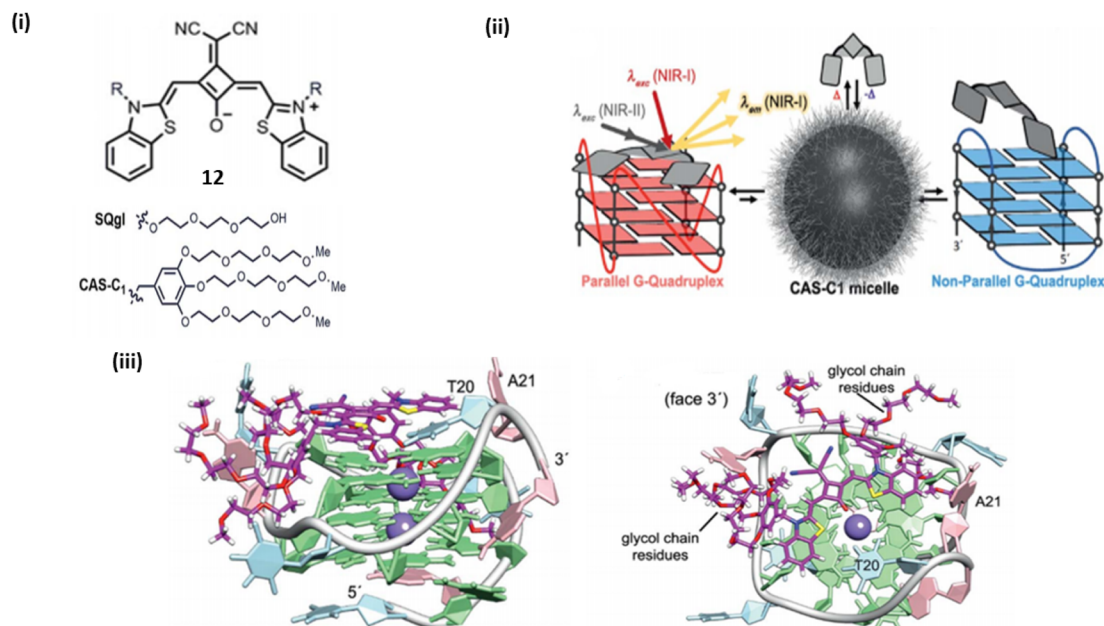 (i)
NC CN
R R
N N +
S O⁻ S
12
SQgl
O O O OH
CAS-C₁
O O O O Me
O O O O Me
O O O O Me
(ii)
λexc (NIR-I)
λexc (NIR-II)
λem (NIR-I)
Δ -Δ
3´ 5´
Parallel G-Quadruplex
CAS-C1 micelle
Non-Parallel G-Quadruplex
(iii)
T20
A21
3´
5´
(face 3´)
glycol chain
residues
A21
glycol chain
residues
T20